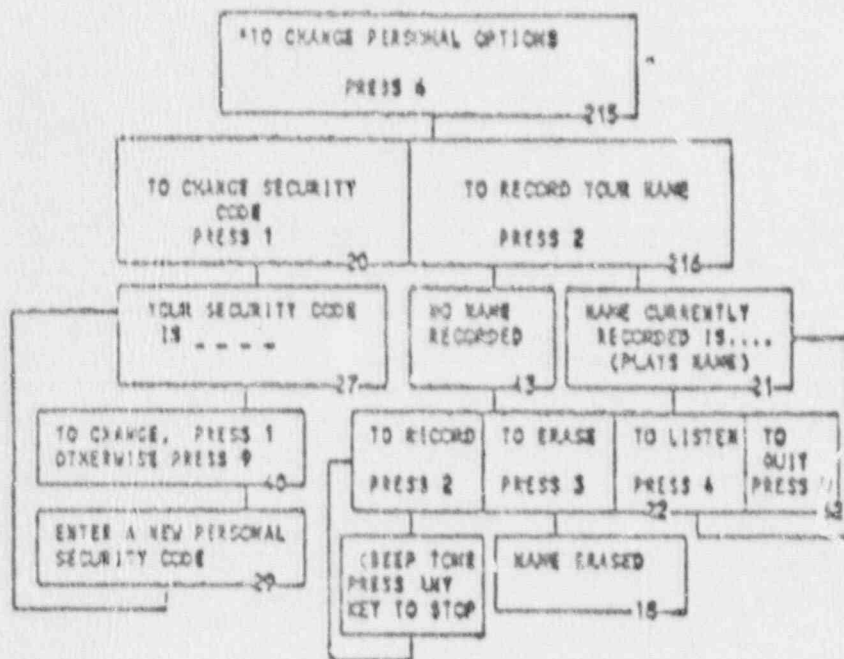 *TO CHANGE PERSONAL OPTIONS
PRESS 6
215
TO CHANGE SECURITY
CODE
PRESS 1
20
TO RECORD YOUR NAME
PRESS 2
216
YOUR SECURITY CODE
IS _ _ _ _
27
NO NAME
RECORDED
43
NAME CURRENTLY
RECORDED IS....
(PLAYS NAME)
21
TO CHANGE, PRESS 1
OTHERWISE PRESS 9
40
TO RECORD
PRESS 2
TO ERASE
PRESS 3
TO LISTEN
PRESS 4
22
TO
QUIT
PRESS
62
ENTER A NEW PERSONAL
SECURITY CODE
29
(BEEP TONE
PRESS ANY
KEY TO STOP
NAME ERASED
18